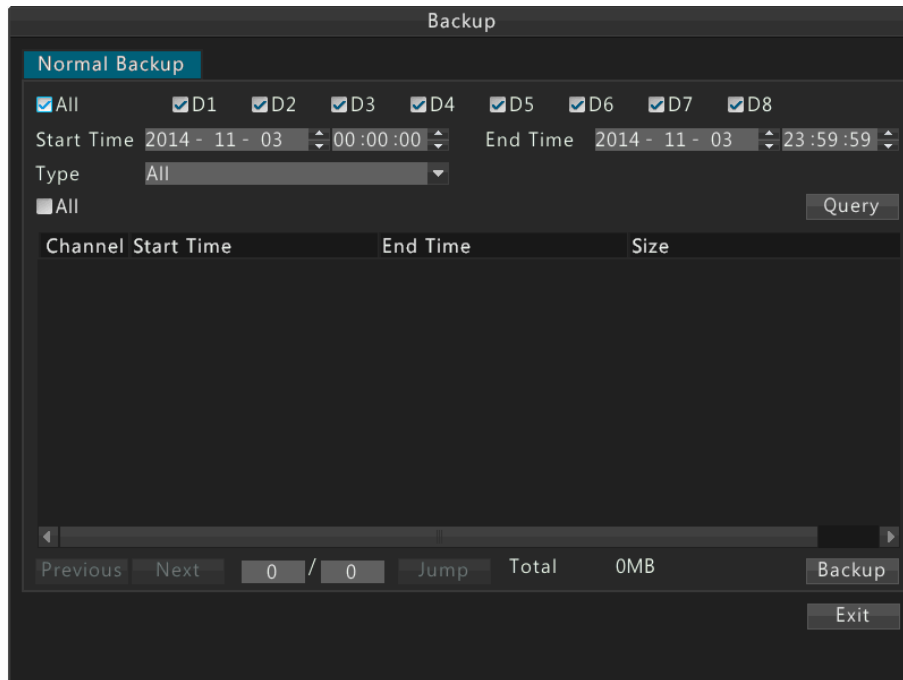 Backup
Normal Backup
All D1 D2 D3 D4 D5 D6 D7 D8
Start Time 2014 - 11 - 03 00:00:00 End Time 2014 - 11 - 03 23:59:59
Type All
All Query
Channel Start Time End Time Size
Previous Next 0 / 0 Jump Total 0MB Backup
Exit